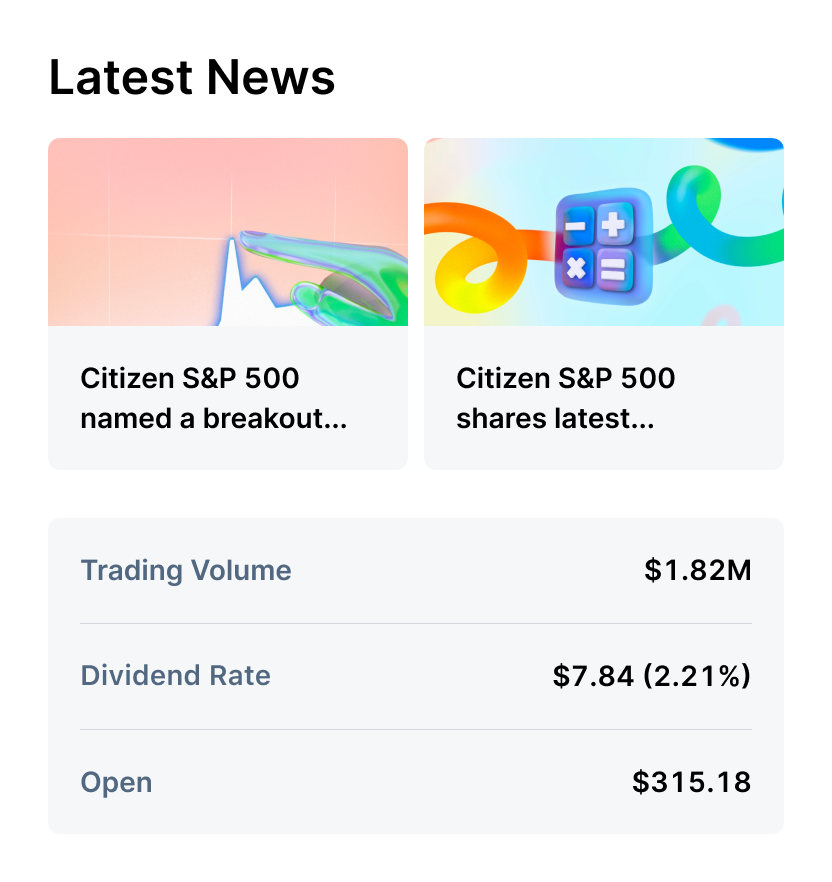 Latest News
Citizen S&P 500
named a breakout...
Citizen S&P 500
shares latest...
Trading Volume
$1.82M
Dividend Rate
$7.84 (2.21%)
Open
$315.18